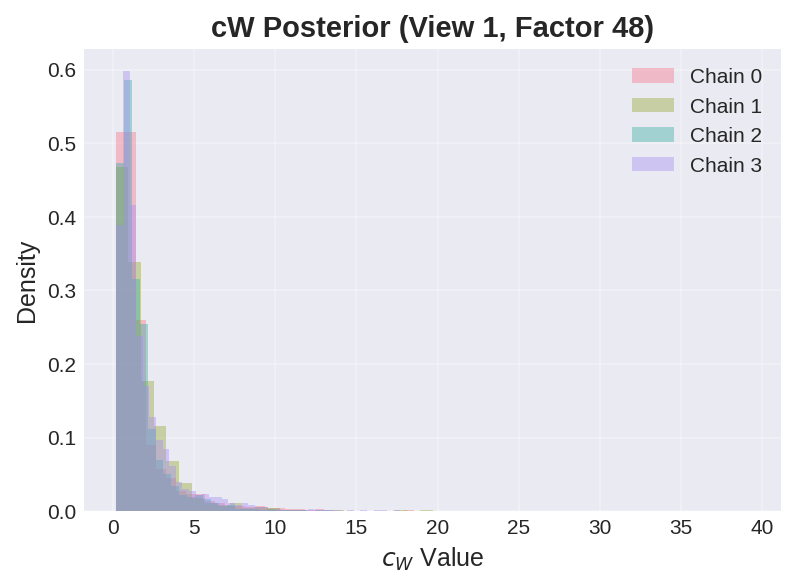 cW Posterior (View 1, Factor 48)
0.6
0.5
0.4
0.3
0.2
0.1
0.0
Density
Chain 0
Chain 1
Chain 2
Chain 3
0 5 10 15 20 25 30 35 40
c_W Value